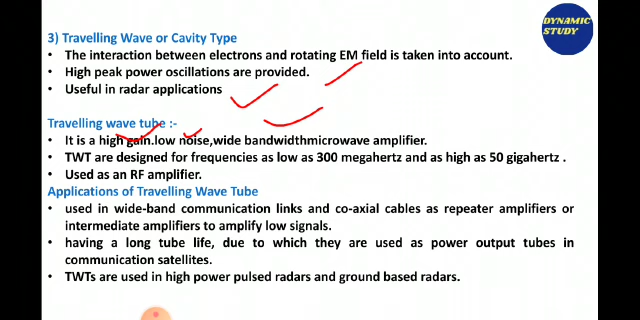 DYNAMIC
STUDY
3) Travelling Wave or Cavity Type
• The interaction between electrons and rotating EM field is taken into account.
• High peak power oscillations are provided.
• Useful in radar applications
Travelling wave tube :-
• It is a high gain.low noise,wide bandwidthmicrowave amplifier.
• TWT are designed for frequencies as low as 300 megahertz and as high as 50 gigahertz .
• Used as an RF amplifier.
Applications of Travelling Wave Tube
• used in wide-band communication links and co-axial cables as repeater amplifiers or
intermediate amplifiers to amplify low signals.
• having a long tube life, due to which they are used as power output tubes in
communication satellites.
• TWTs are used in high power pulsed radars and ground based radars.